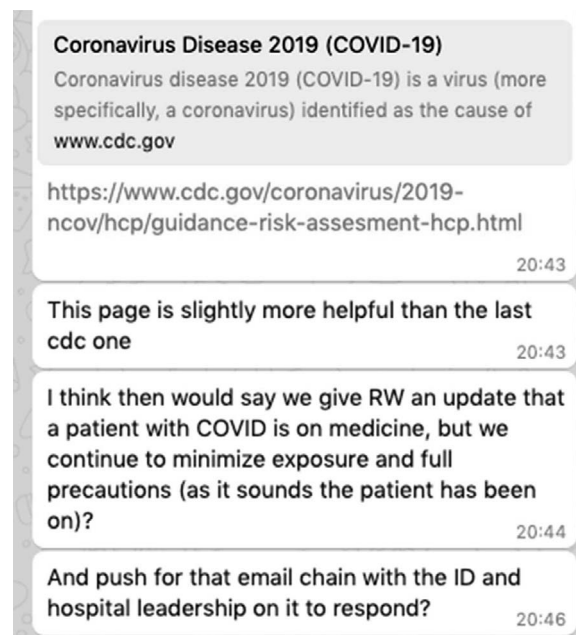 Coronavirus Disease 2019 (COVID-19)
Coronavirus disease 2019 (COVID-19) is a virus (more
specifically, a coronavirus) identified as the cause of
www.cdc.gov
https://www.cdc.gov/coronavirus/2019-
ncov/hcp/guidance-risk-assesment-hcp.html
20:43
This page is slightly more helpful than the last
cdc one
20:43
I think then would say we give RW an update that
a patient with COVID is on medicine, but we
continue to minimize exposure and full
precautions (as it sounds the patient has been
on)?
20:44
And push for that email chain with the ID and
hospital leadership on it to respond?
20:46